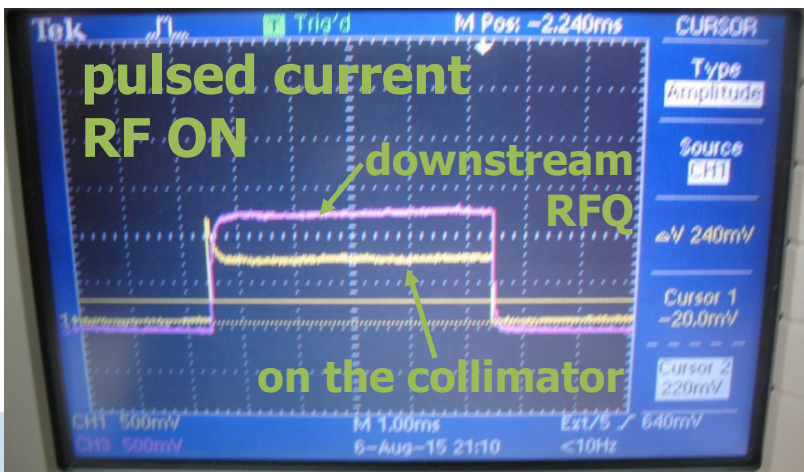 Tek
T Trig'd
M Pos: -2.240ms
CURSOR
pulsed current
RF ON
Type
Amplitude
downstream
RFQ
Source
CH1
ΔV 240mV
Cursor 1
-20.0mV
on the collimator
Cursor 2
220mV
CH1 500mV
M 1.00ms
Ext/5 ∫ 640mV
CH3 500mV
6-Aug-15 21:10
<10Hz